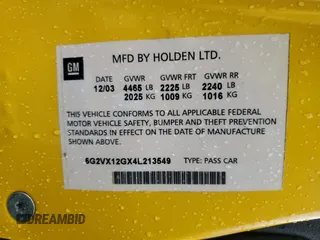 GM
MFD BY HOLDEN LTD.
GVWR GVWR FRT GVWR RR
12/03 4465 LB 2225 LB 2240 LB
2025 KG 1009 KG 1016 KG
THIS VEHICLE CONFORMS TO ALL APPLICABLE FEDERAL
MOTOR VEHICLE SAFETY, BUMPER AND THEFT PREVENTION
STANDARDS IN EFFECT ON THE DATE OF MANUFACTURE
SHOWN ABOVE.
6G2VX12GX4L213549 TYPE: PASS CAR
DREAMBID